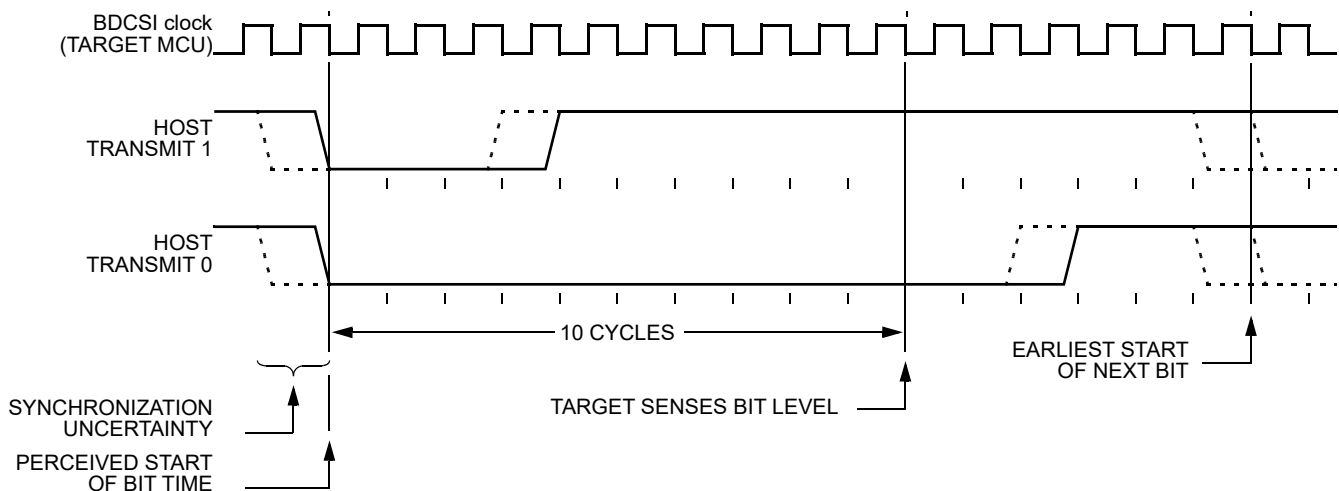 BDCSI clock
(TARGET MCU)
HOST
TRANSMIT 1
HOST
TRANSMIT 0
10 CYCLES
EARLIEST START
OF NEXT BIT
TARGET SENSES BIT LEVEL
SYNCHRONIZATION
UNCERTAINTY
PERCEIVED START
OF BIT TIME